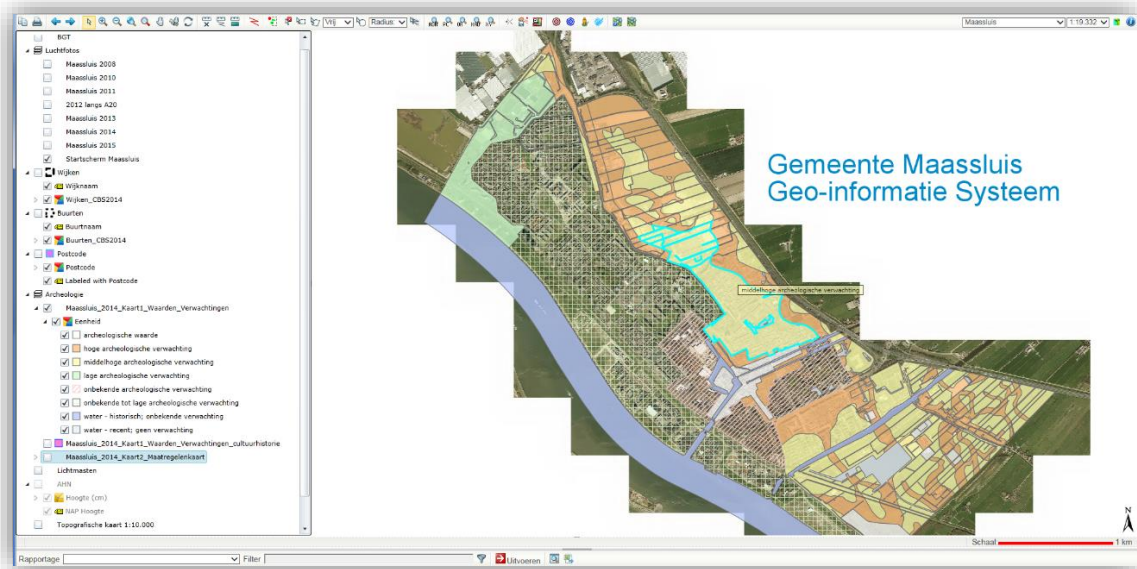 Vrij
Radius:
Maassluis
1:19.332
BGT
Luchtfotos
Maassluis 2008
Maassluis 2010
Maassluis 2011
2012 langs A20
Maassluis 2013
Maassluis 2014
Maassluis 2015
Startscherm Maassluis
Wijken
Wijknaam
Wijken_CBS2014
Buurten
Buurtnaam
Buurten_CBS2014
Postcode
Postcode
Labeled with Postcode
Archeologie
Maassluis_2014_Kaart1_Waarden_Verwachtingen
Eenheid
archeologische waarde
hoge archeologische verwachting
middelhoge archeologische verwachting
lage archeologische verwachting
onbekende archeologische verwachting
onbekende tot lage archeologische verwachting
water - historisch; onbekende verwachting
water - recent; geen verwachting
Maassluis_2014_Kaart1_Waarden_Verwachtingen_cultuurhistorie
Maassluis_2014_Kaart2_Maatregelenkaart
Lichtmasten
AHN
Hoogte (cm)
NAP Hoogte
Topografische kaart 1:10.000
Gemeente Maassluis
Geo-informatie Systeem
middelhoge archeologische verwachting
N
Schaal
1 km
Rapportage
Filter
Uitvoeren